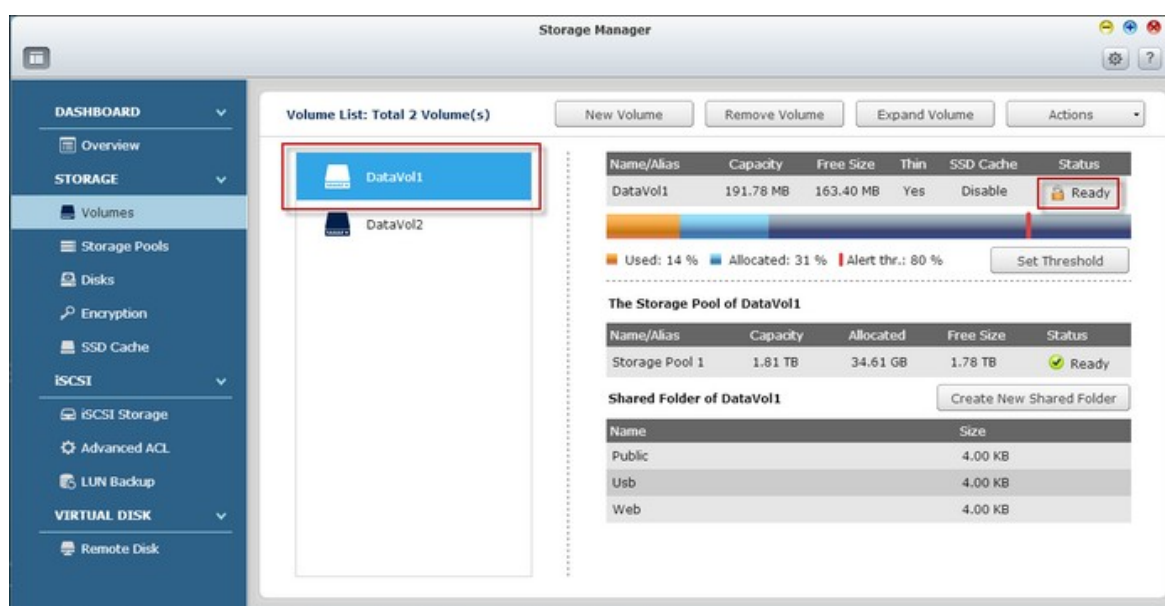 Storage Manager
?
DASHBOARD
Overview
STORAGE
Volumes
Storage Pools
Disks
Encryption
SSD Cache
iSCSI
iSCSI Storage
Advanced ACL
LUN Backup
VIRTUAL DISK
Remote Disk
Volume List: Total 2 Volume(s)
New Volume Remove Volume Expand Volume Actions
DataVol1
DataVol2
Name/Alias Capacity Free Size Thin SSD Cache Status
DataVol1 191.78 MB 163.40 MB Yes Disable Ready
Used: 14 % Allocated: 31 % Alert thr.: 80 % Set Threshold
The Storage Pool of DataVol1
Name/Alias Capacity Allocated Free Size Status
Storage Pool 1 1.81 TB 34.61 GB 1.78 TB Ready
Shared Folder of DataVol1 Create New Shared Folder
Name Size
Public 4.00 KB
Usb 4.00 KB
Web 4.00 KB